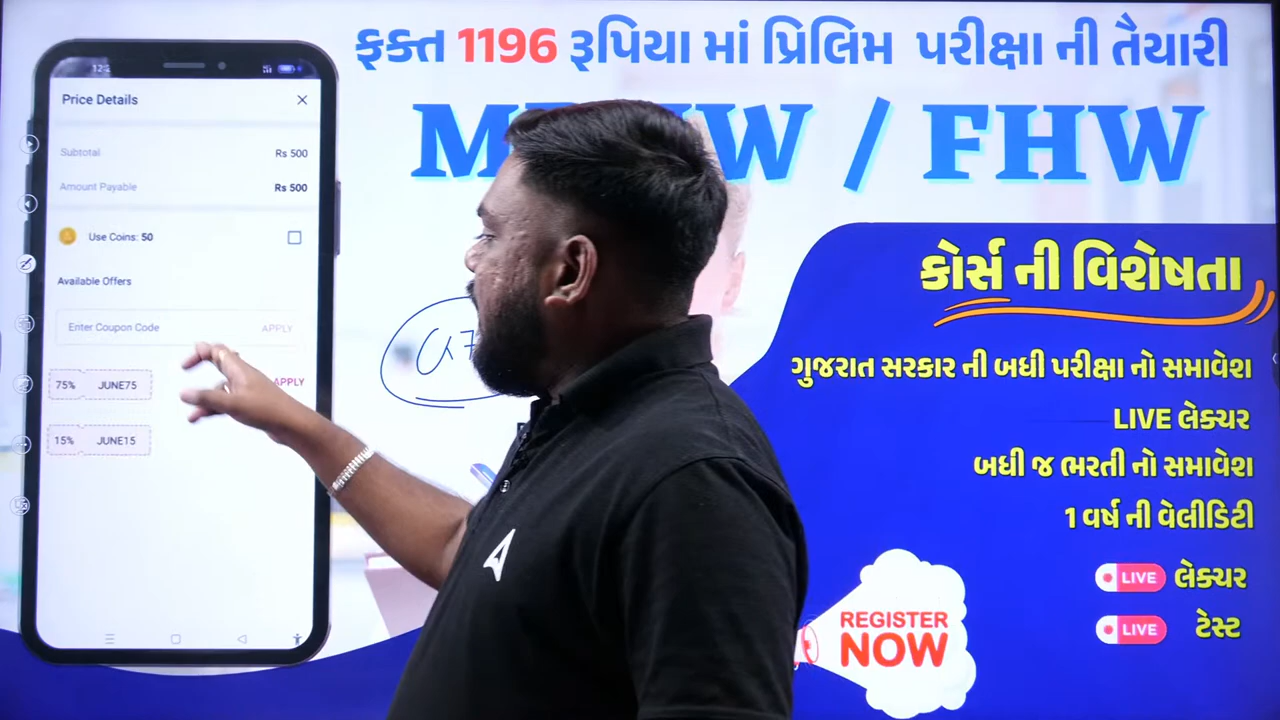 ફક્ત 1196 રૂપિયા માં પ્રિલિમ પરીક્ષા ની તૈયારી
/ FHW
Price Details
Subtotal Rs 500
Amount Payable Rs 500
Use Coins: 50
Available Offers
Enter Coupon Code APPLY
75% JUNE75 APPLY
15% JUNE15
કોર્સ ની વિશેષતા
ગુજરાત સરકાર ની બધી પરીક્ષા નો સમાવેશ
LIVE લેક્ચર
બધી જ ભરતી નો સમાવેશ
1 વર્ષ ની વેલીડિટી
LIVE લેક્ચર
LIVE ટેસ્ટ
REGISTER
NOW